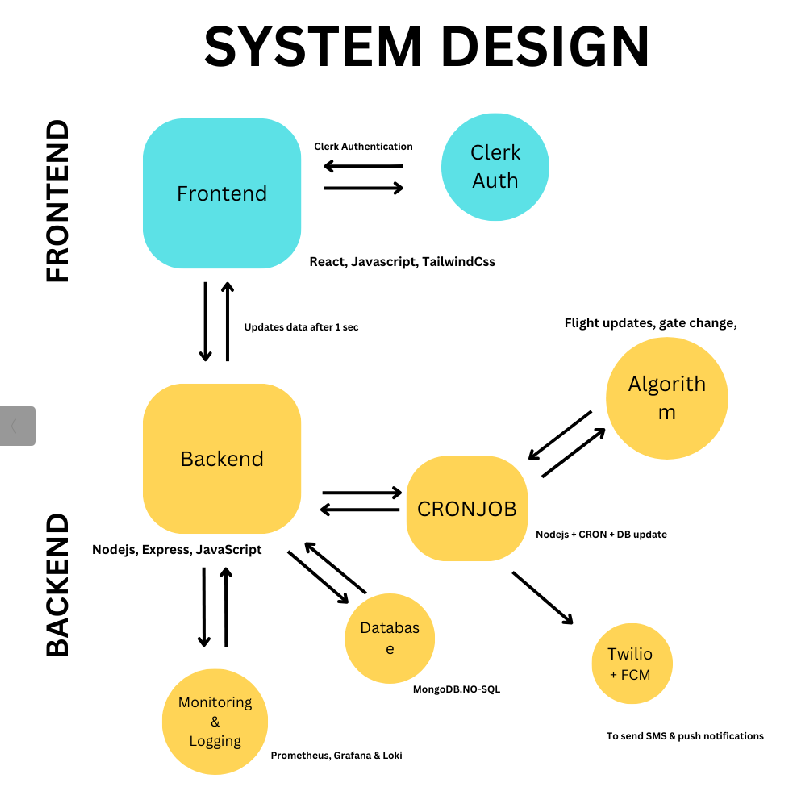 SYSTEM DESIGN
FRONTEND
Frontend
Clerk Authentication
Clerk
Auth
React, Javascript, TailwindCss
Updates data after 1 sec
Flight updates, gate change,
Algorith
m
BACKEND
Backend
CRONJOB
Nodejs + CRON + DB update
Nodejs, Express, JavaScript
Databas
e
MongoDB,NO-SQL
Twilio
+ FCM
To send SMS & push notifications
Monitoring
&
Logging
Prometheus, Grafana & Loki